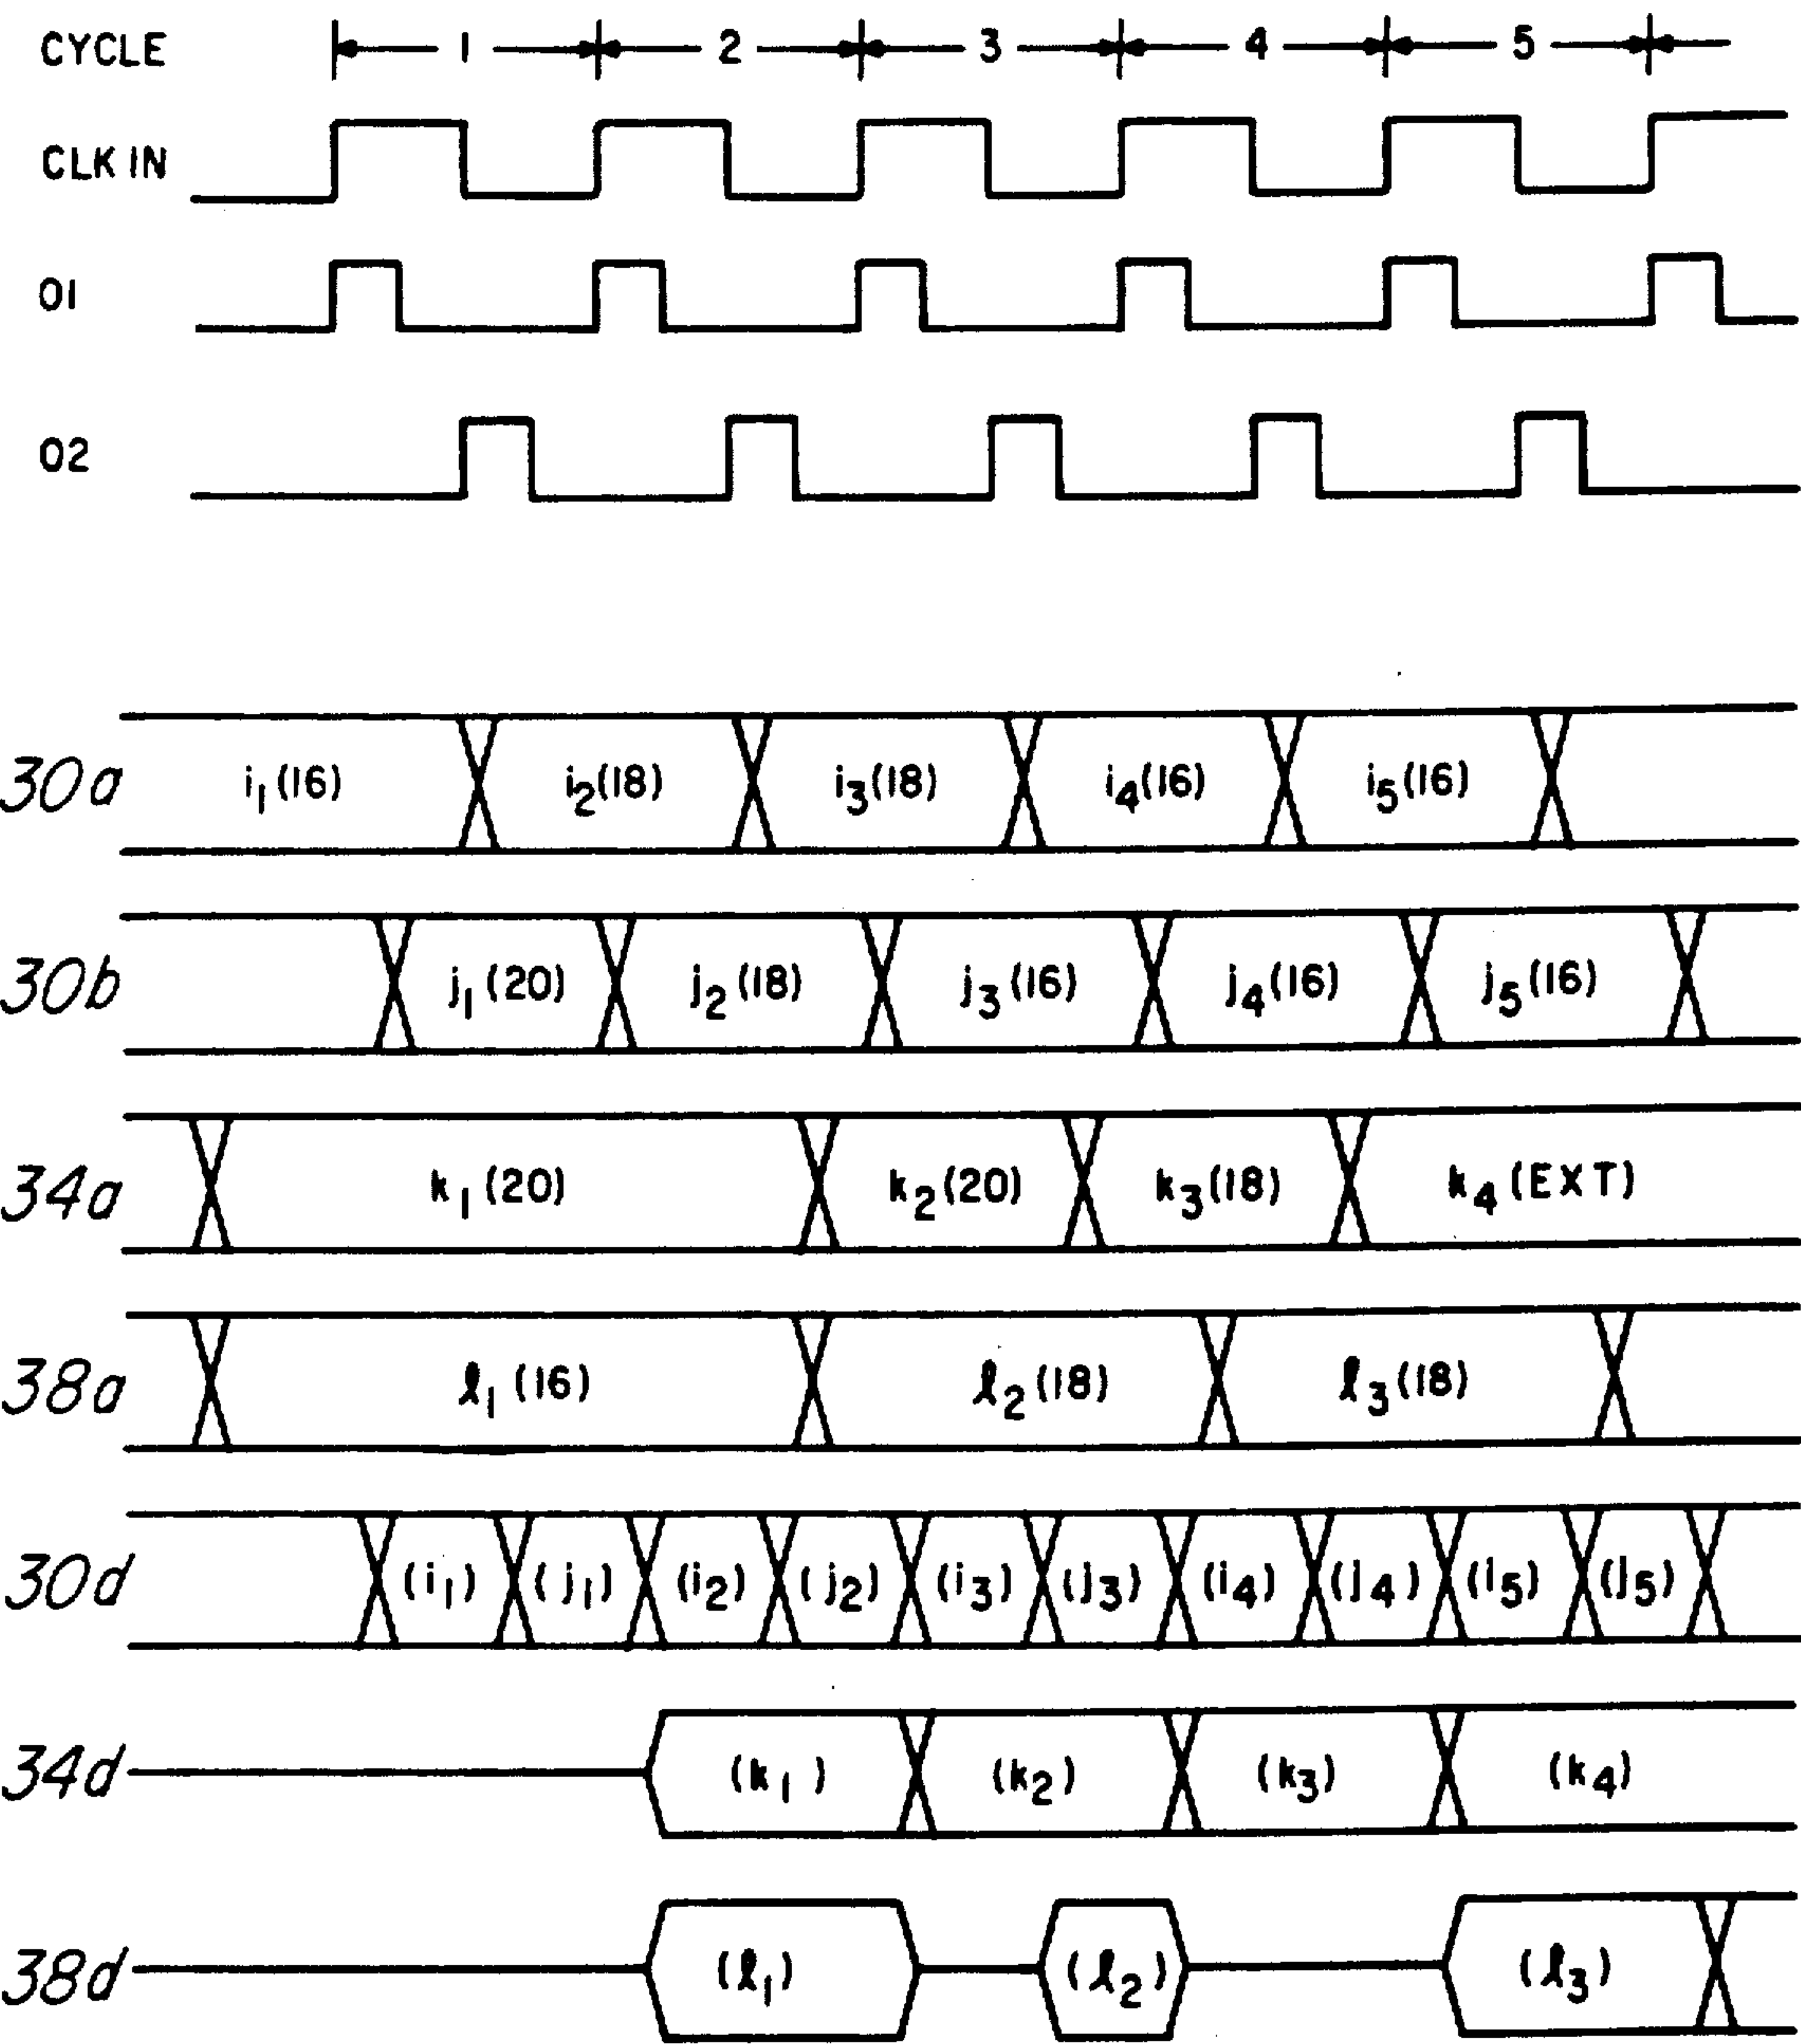 CYCLE 1 2 3 4 5
CLK IN
01
02
30a i₁(16) i₂(18) i₃(18) i₄(16) i₅(16)
30b j₁(20) j₂(18) j₃(16) j₄(16) j₅(16)
34a k₁(20) k₂(20) k₃(18) k₄(EXT)
38a ℓ₁(16) ℓ₂(18) ℓ₃(18)
30d (i₁) (j₁) (i₂) (j₂) (i₃) (j₃) (i₄) (j₄) (i₅) (j₅)
34d (k₁) (k₂) (k₃) (k₄)
38d (ℓ₁) (ℓ₂) (ℓ₃)